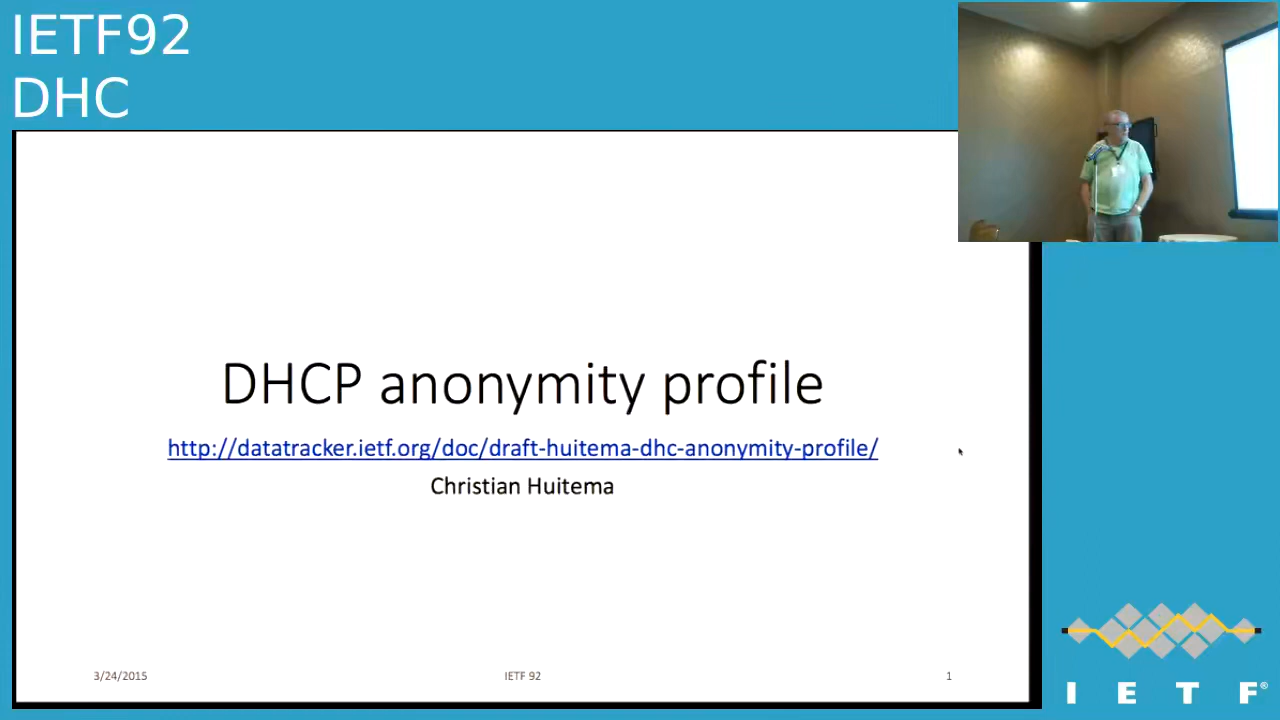 IETF92
DHC
DHCP anonymity profile
http://datatracker.ietf.org/doc/draft-huitema-dhc-anonymity-profile/
Christian Huitema
3/24/2015
IETF 92
1
I E T F®